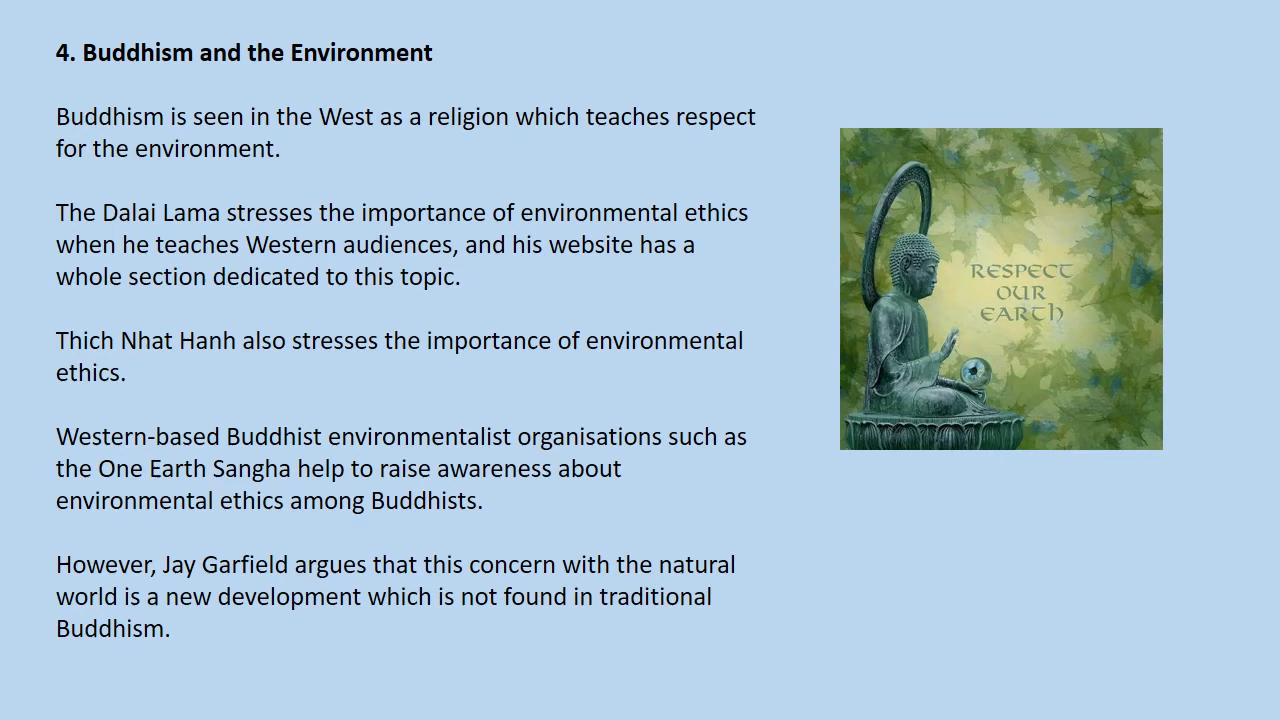 4. Buddhism and the Environment
Buddhism is seen in the West as a religion which teaches respect
for the environment.
The Dalai Lama stresses the importance of environmental ethics
when he teaches Western audiences, and his website has a
whole section dedicated to this topic.
Thich Nhat Hanh also stresses the importance of environmental
ethics.
Western-based Buddhist environmentalist organisations such as
the One Earth Sangha help to raise awareness about
environmental ethics among Buddhists.
However, Jay Garfield argues that this concern with the natural
world is a new development which is not found in traditional
Buddhism.
RESPECT
OUR
EARTH